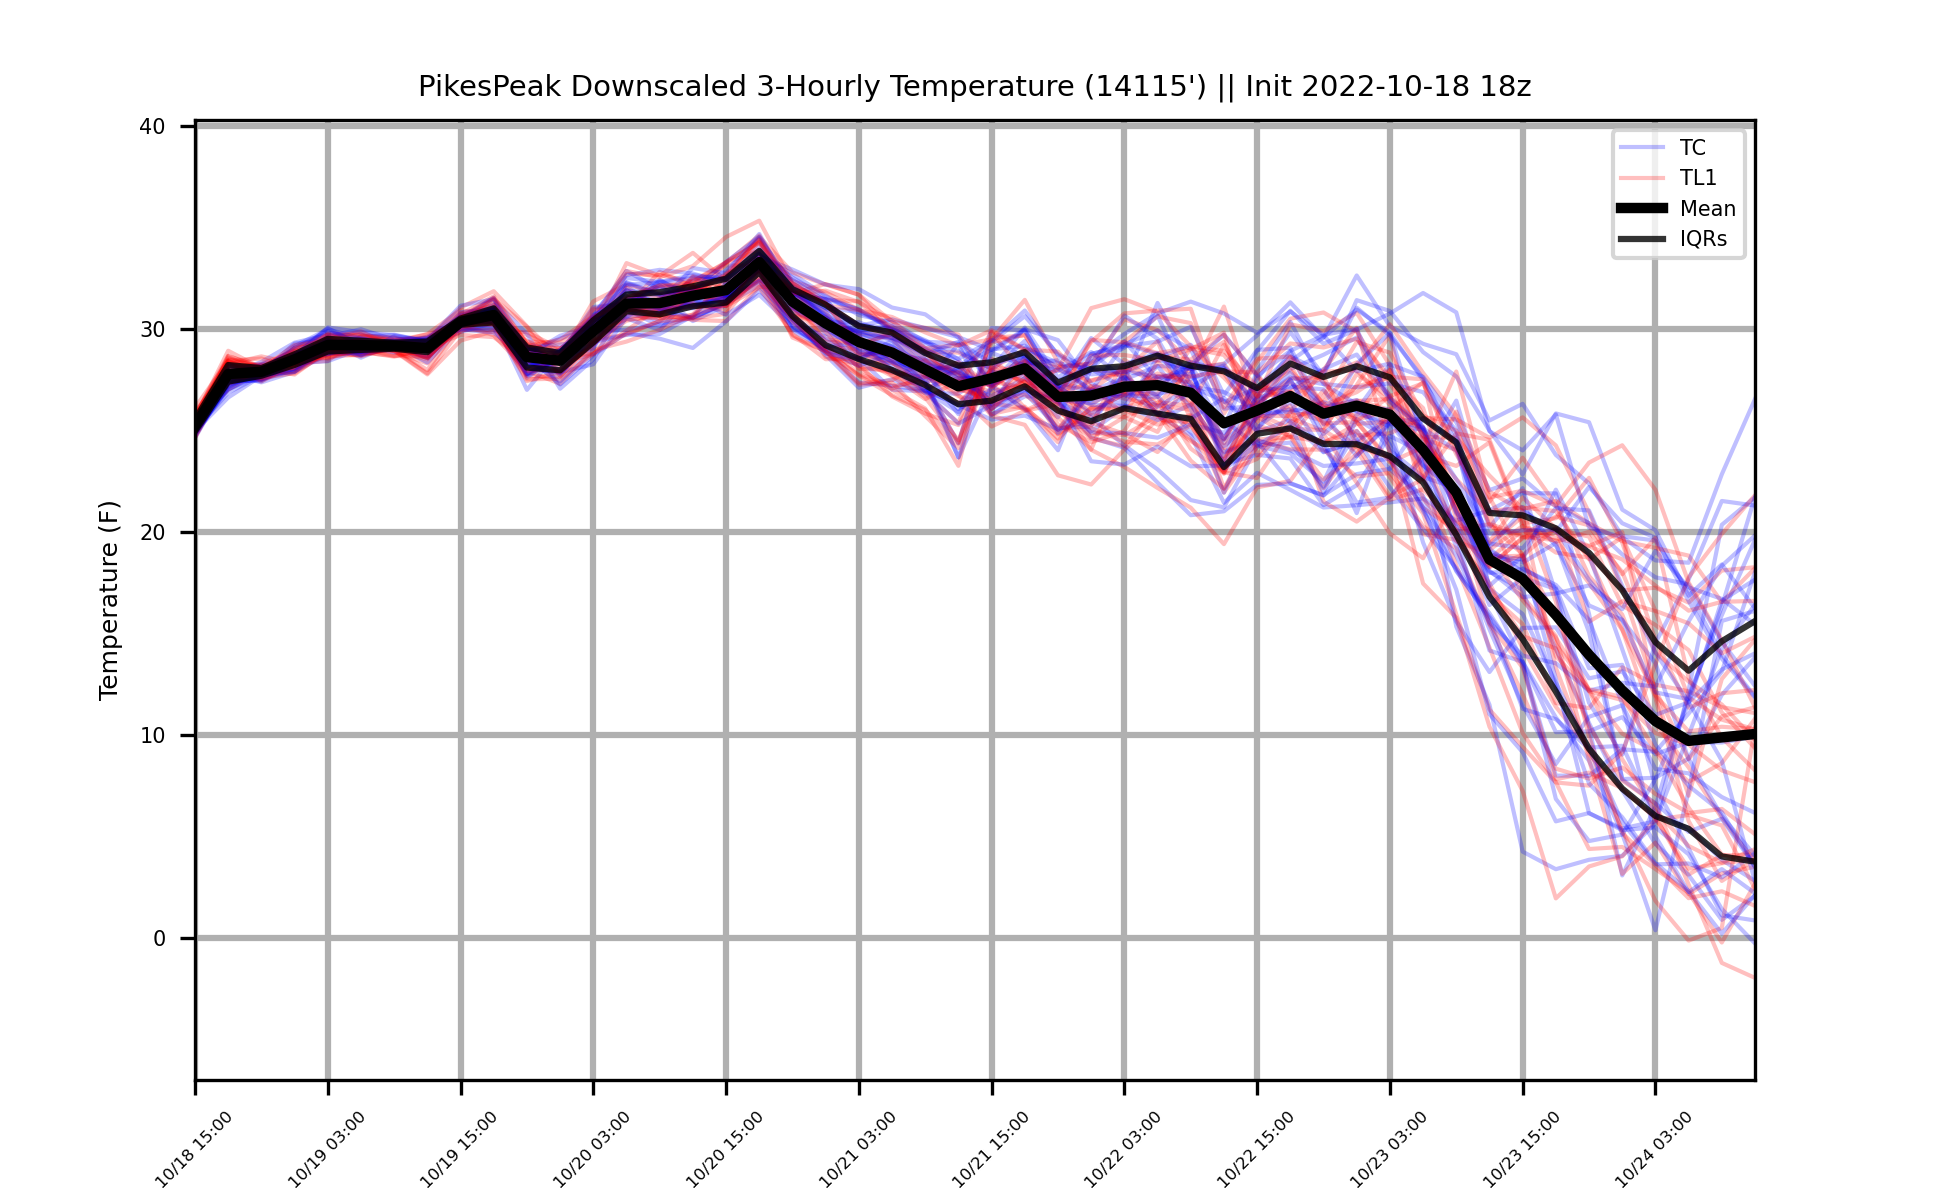 PikesPeak Downscaled 3-Hourly Temperature (14115') || Init 2022-10-18 18z
TC
TL1
Mean
IQRs
Temperature (F)
40
30
20
10
0
10/18 15:00
10/19 03:00
10/19 15:00
10/20 03:00
10/20 15:00
10/21 03:00
10/21 15:00
10/22 03:00
10/22 15:00
10/23 03:00
10/23 15:00
10/24 03:00